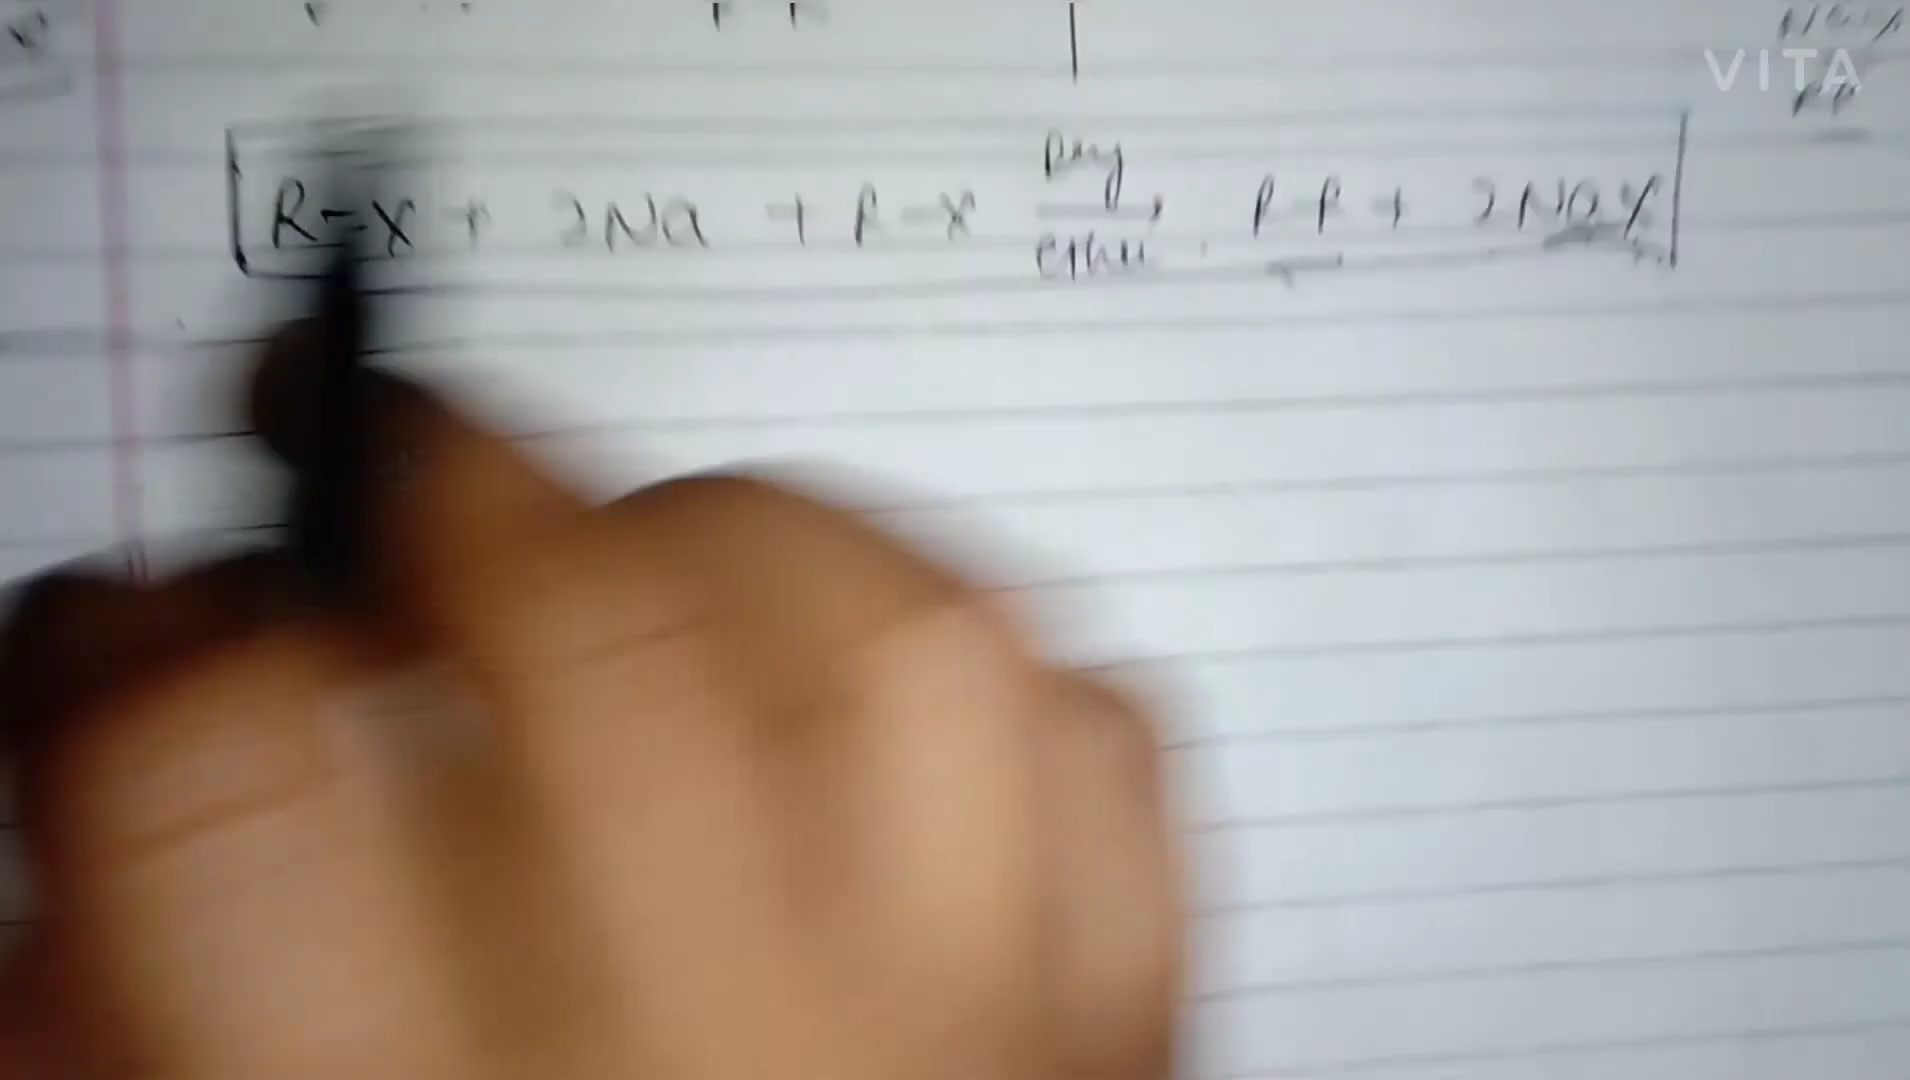 VITA
R-X + 2Na + R-X Dry ether R-R + 2NaX